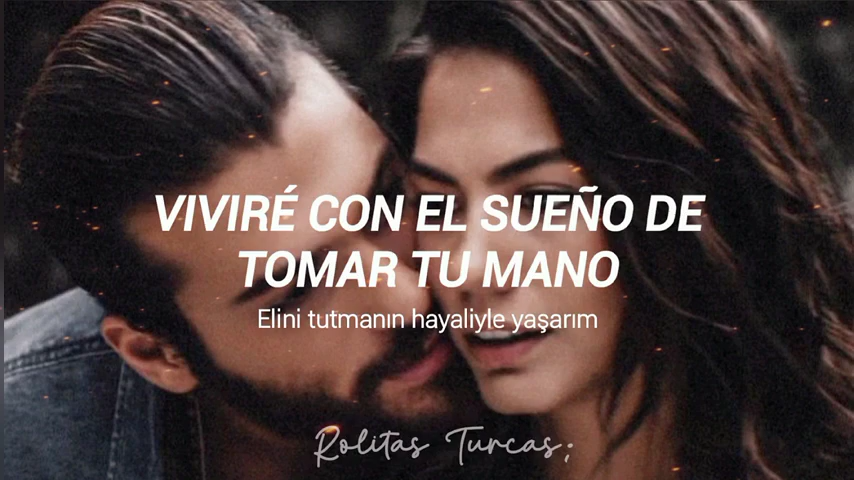 VIVIRÉ CON EL SUEÑO DE
TOMAR TU MANO
Elini tutmanın hayaliyle yaşarım
Rolitas Turcas;